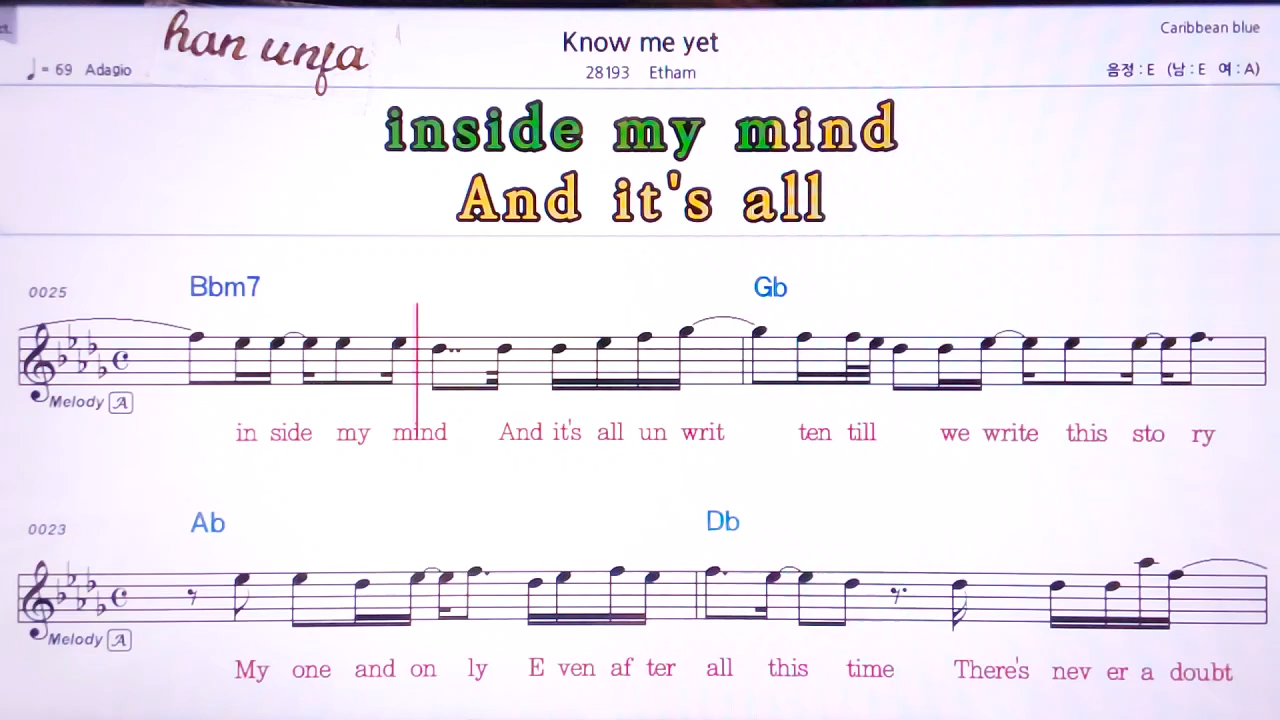 ct.
han unfa
Know me yet
Caribbean blue
♩ = 69 Adagio
28193 Etham
음정 : E (남 : E 여 : A)
inside my mind
And it's all
0025
Bbm7
Gb
Melody A
in side my mind And it's all un writ ten till we write this sto ry
0023
Ab
Db
Melody A
My one and on ly E ven af ter all this time There's nev er a doubt